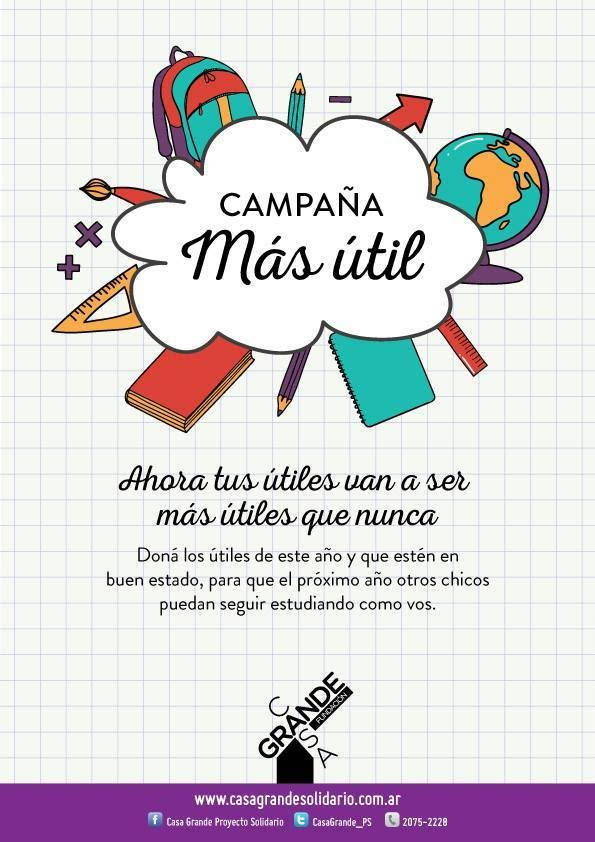 CAMPAÑA
Más útil
Ahora tus útiles van a ser
más útiles que nunca
Doná los útiles de este año y que estén en
buen estado, para que el próximo año otros chicos
puedan seguir estudiando como vos.
CASA
GRANDE
FUNDACIÓN
www.casagrandesolidario.com.ar
Casa Grande Proyecto Solidario CasaGrande_PS 2075-2228